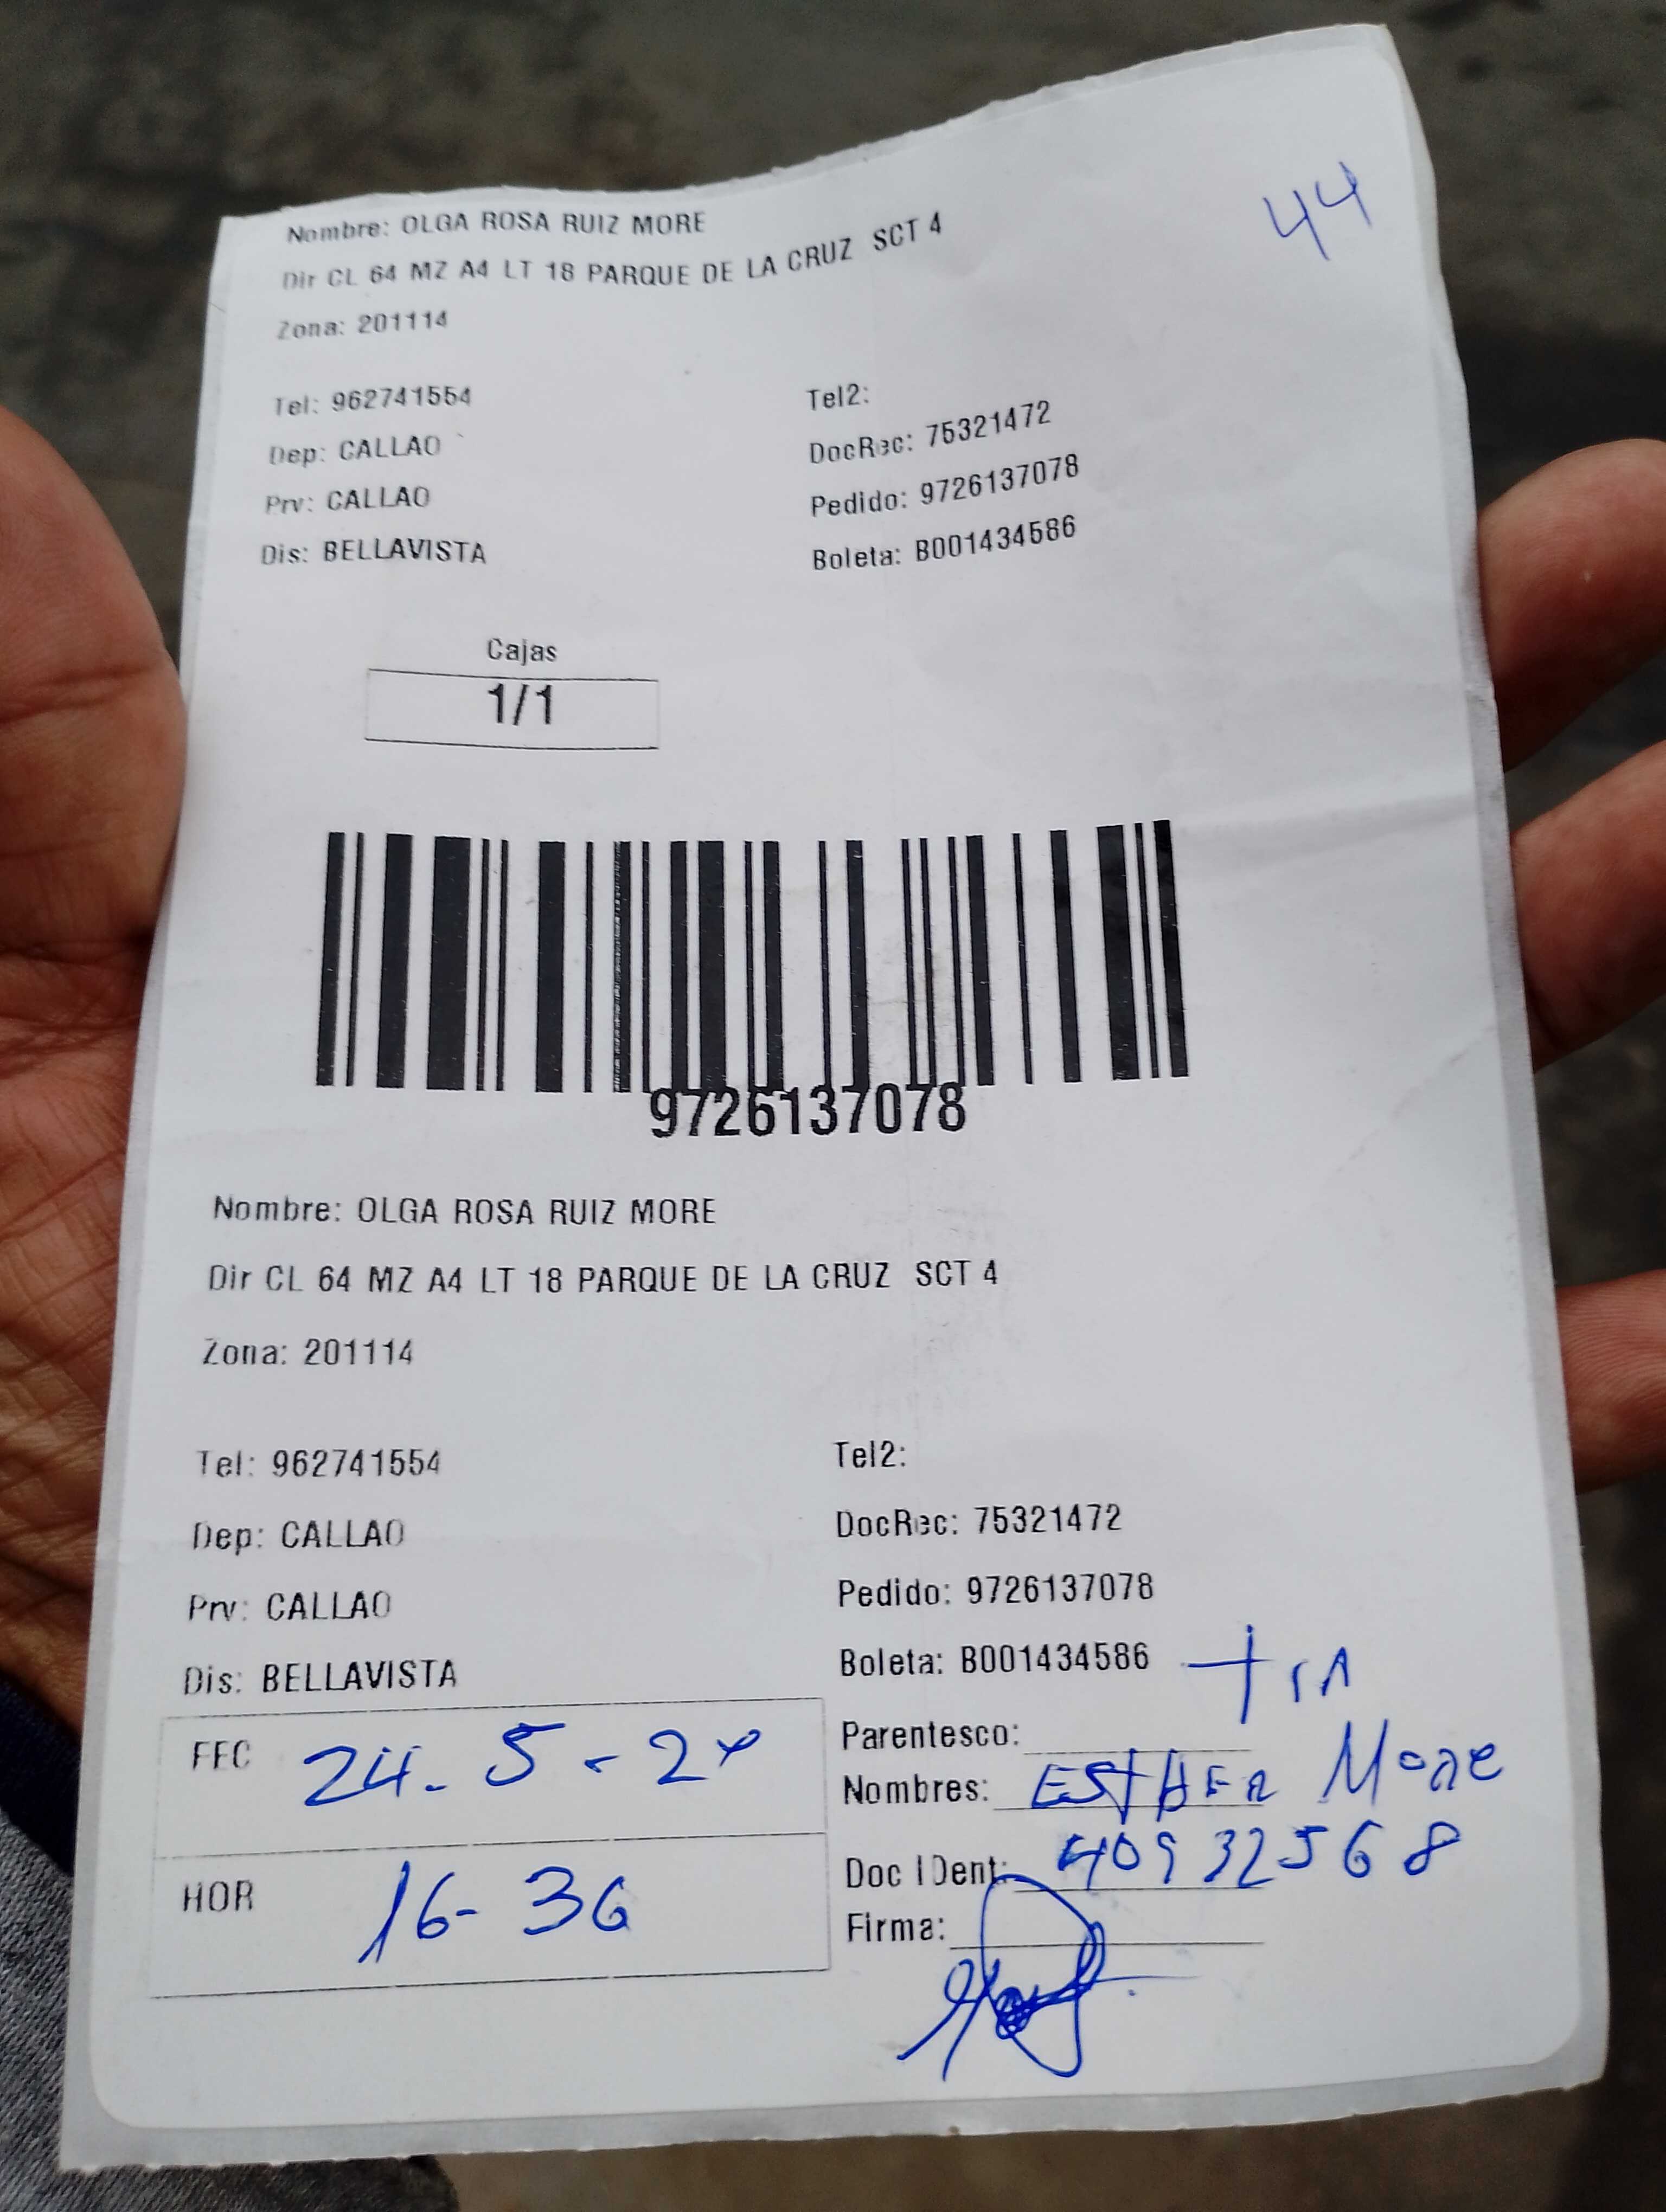 44
Nombre: OLGA ROSA RUIZ MORE
Dir CL 64 MZ A4 LT 18 PARQUE DE LA CRUZ SCT 4
Zona: 201114
Tel: 962741554 Tel2:
Dep: CALLAO DocRec: 75321472
Prv: CALLAO Pedido: 9726137078
Dis: BELLAVISTA Boleta: B001434586
Cajas
1/1
9726137078
Nombre: OLGA ROSA RUIZ MORE
Dir CL 64 MZ A4 LT 18 PARQUE DE LA CRUZ SCT 4
Zona: 201114
Tel: 962741554 Tel2:
Dep: CALLAO DocRec: 75321472
Prv: CALLAO Pedido: 9726137078
Dis: BELLAVISTA Boleta: B001434586
FEC 24-5-24
HOR 16-36
Parentesco: TIA
Nombres: ESTHER MORE
Doc IDent: 40932568
Firma: